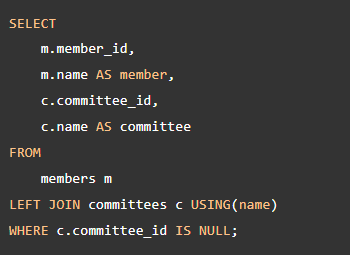 SELECT
    m.member_id,
    m.name AS member,
    c.committee_id,
    c.name AS committee
FROM
    members m
LEFT JOIN committees c USING(name)
WHERE c.committee_id IS NULL;